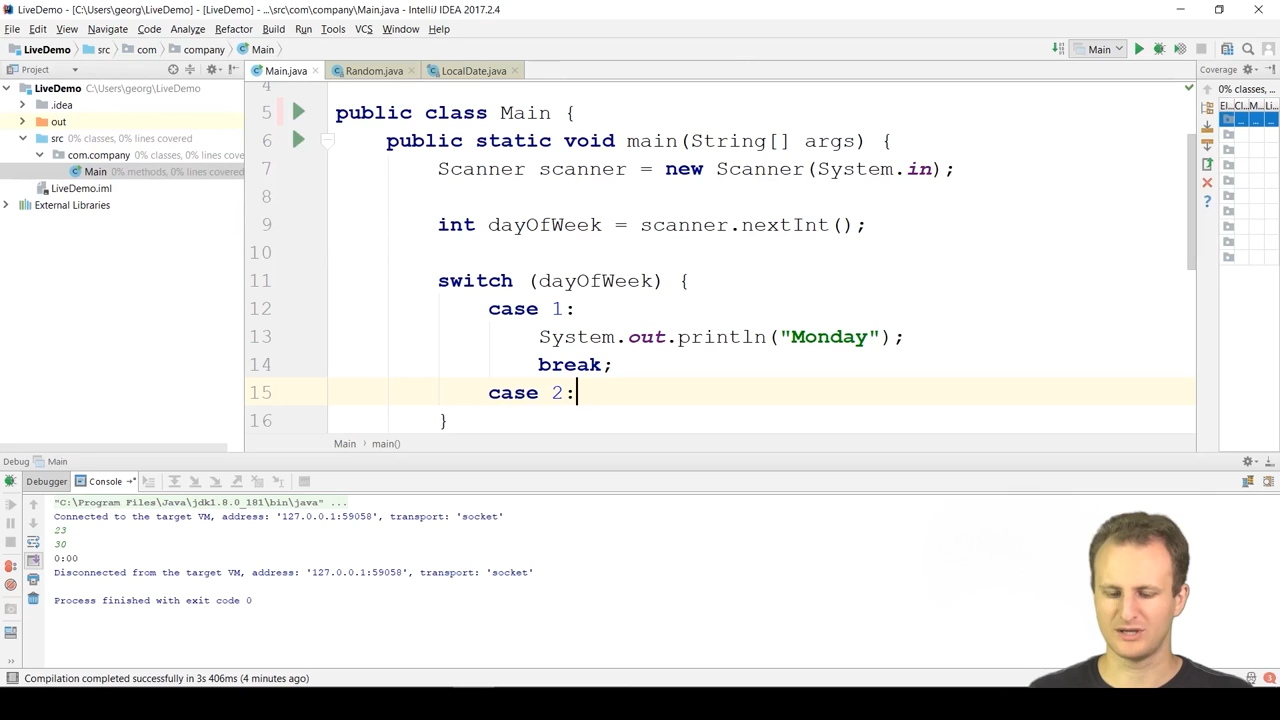 LiveDemo - [C:\Users\georg\LiveDemo] - [LiveDemo] - ...\src\com\company\Main.java - IntelliJ IDEA 2017.2.4
File Edit View Navigate Code Analyze Refactor Build Run Tools VCS Window Help
LiveDemo src com company Main
Main
Project
Main.java Random.java LocalDate.java
Coverage
LiveDemo C:\Users\georg\LiveDemo
.idea
out
src 0% classes, 0% lines covered
com.company 0% classes, 0% lines cove
Main 0% methods, 0% lines covered
LiveDemo.iml
External Libraries
4
5 public class Main {
6 public static void main(String[] args) {
7 Scanner scanner = new Scanner(System.in);
8
9 int dayOfWeek = scanner.nextInt();
10
11 switch (dayOfWeek) {
12 case 1:
13 System.out.println("Monday");
14 break;
15 case 2:
16 }
Main main()
0% classes, ...
El... Cl... M... Li...
... ... ...
Debug Main
Debugger Console
"C:\Program Files\Java\jdk1.8.0_181\bin\java" ...
Connected to the target VM, address: '127.0.0.1:59058', transport: 'socket'
23
30
0:00
Disconnected from the target VM, address: '127.0.0.1:59058', transport: 'socket'
Process finished with exit code 0
Compilation completed successfully in 3s 406ms (4 minutes ago)